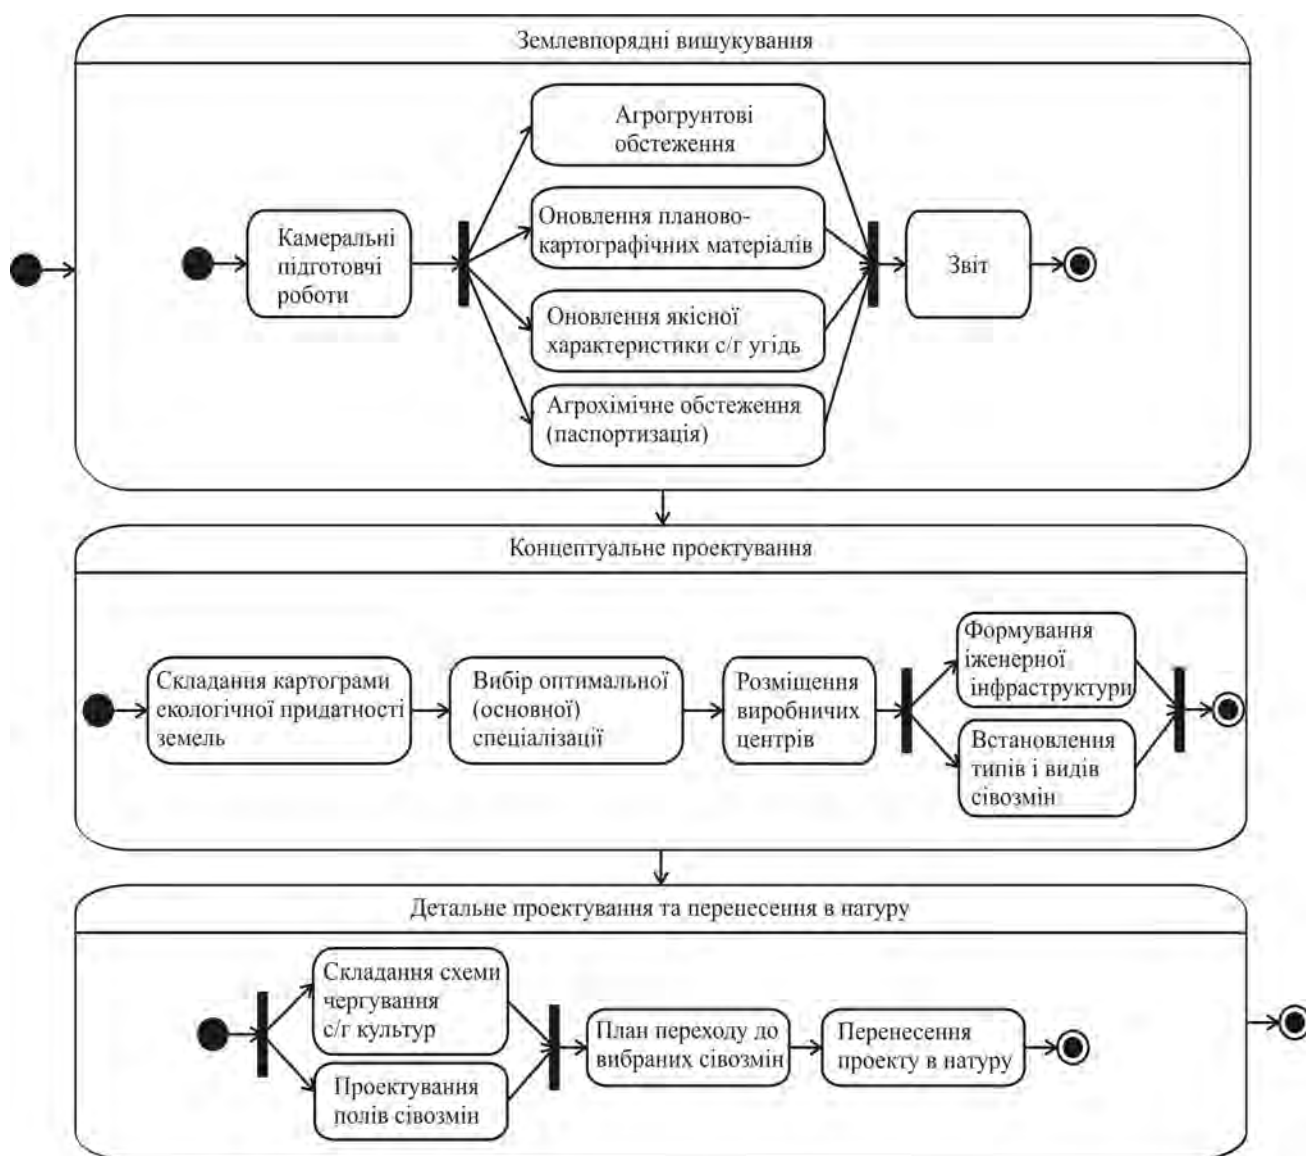 Землевпорядні вишукування
Агрогрунтові
обстеження
Камеральні
підготовчі
роботи
Оновлення планово-
картографічних матеріалів
Оновлення якісної
характеристики с/г угідь
Агрохімічне обстеження
(паспортизація)
Звіт
Концептуальне проектування
Складання картограми
екологічної придатності
земель
Вибір оптимальної
(основної)
спеціалізації
Розміщення
виробничих
центрів
Формування
іженерної
інфраструктури
Встановлення
типів і видів
сівозмін
Детальне проектування та перенесення в натуру
Складання схеми
чергування
с/г культур
Проектування
полів сівозмін
План переходу до
вибраних сівозмін
Перенесення
проекту в натуру